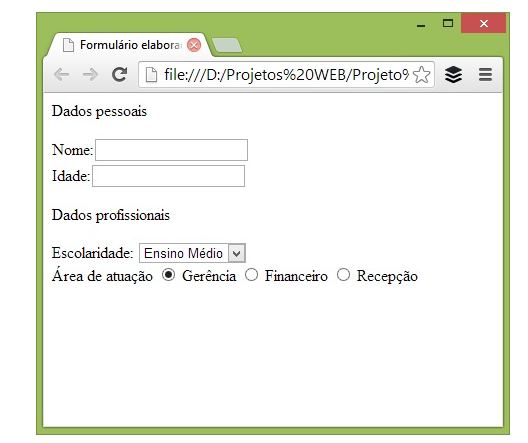 Formulário elabora
file:///D:/Projetos%20WEB/Projeto%
Dados pessoais
Nome:
Idade:
Dados profissionais
Escolaridade: Ensino Médio
Área de atuação Gerência Financeiro Recepção